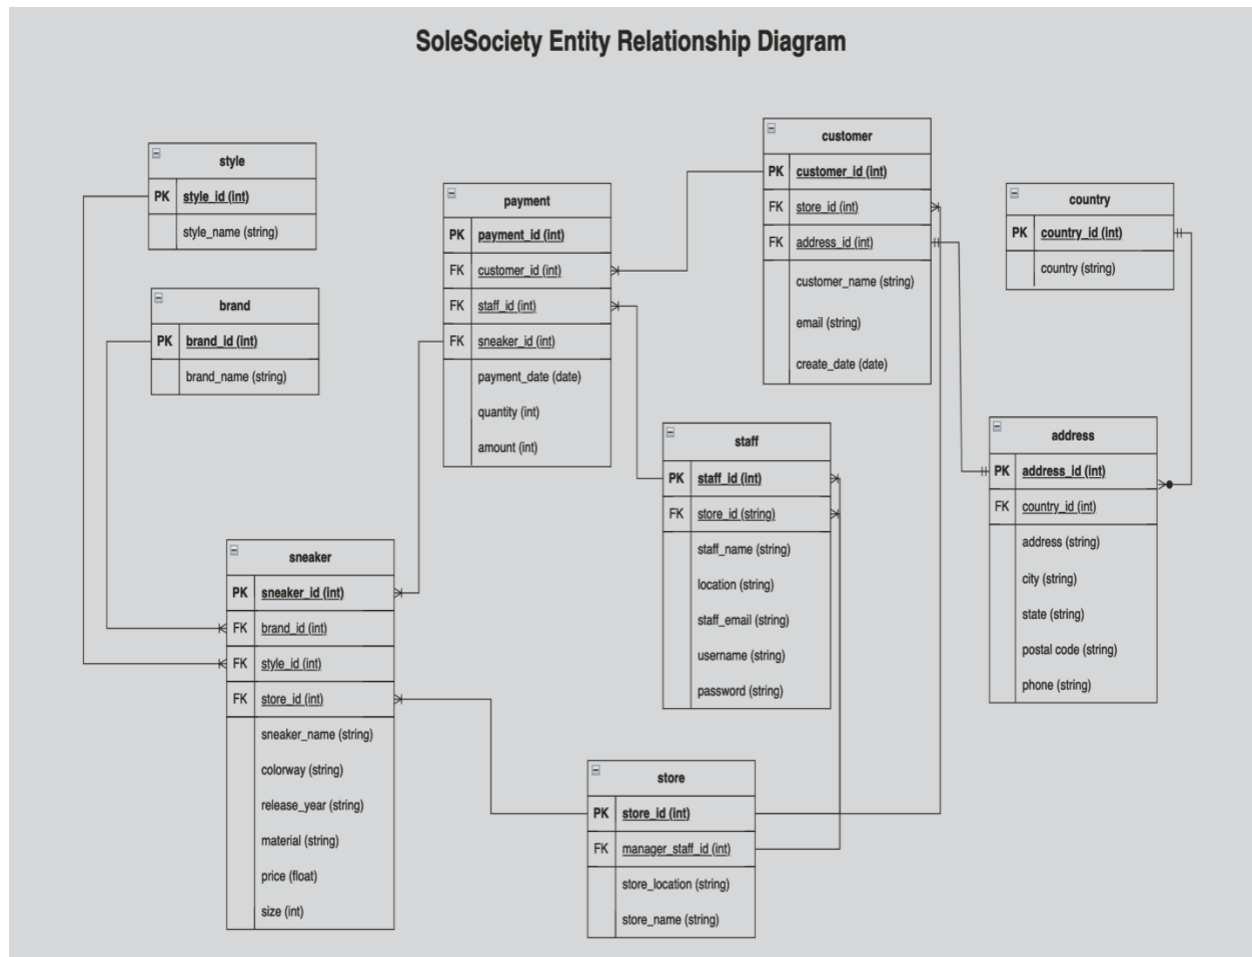 SoleSociety Entity Relationship Diagram
style
PK style_id (int)
style_name (string)
brand
PK brand_id (int)
brand_name (string)
payment
PK payment_id (int)
FK customer_id (int)
FK staff_id (int)
FK sneaker_id (int)
payment_date (date)
quantity (int)
amount (int)
customer
PK customer_id (int)
FK store_id (int)
FK address_id (int)
customer_name (string)
email (string)
create_date (date)
country
PK country_id (int)
country (string)
staff
PK staff_id (int)
FK store_id (string)
staff_name (string)
location (string)
staff_email (string)
username (string)
password (string)
address
PK address_id (int)
FK country_id (int)
address (string)
city (string)
state (string)
postal code (string)
phone (string)
sneaker
PK sneaker_id (int)
FK brand_id (int)
FK style_id (int)
FK store_id (int)
sneaker_name (string)
colorway (string)
release_year (string)
material (string)
price (float)
size (int)
store
PK store_id (int)
FK manager_staff_id (int)
store_location (string)
store_name (string)